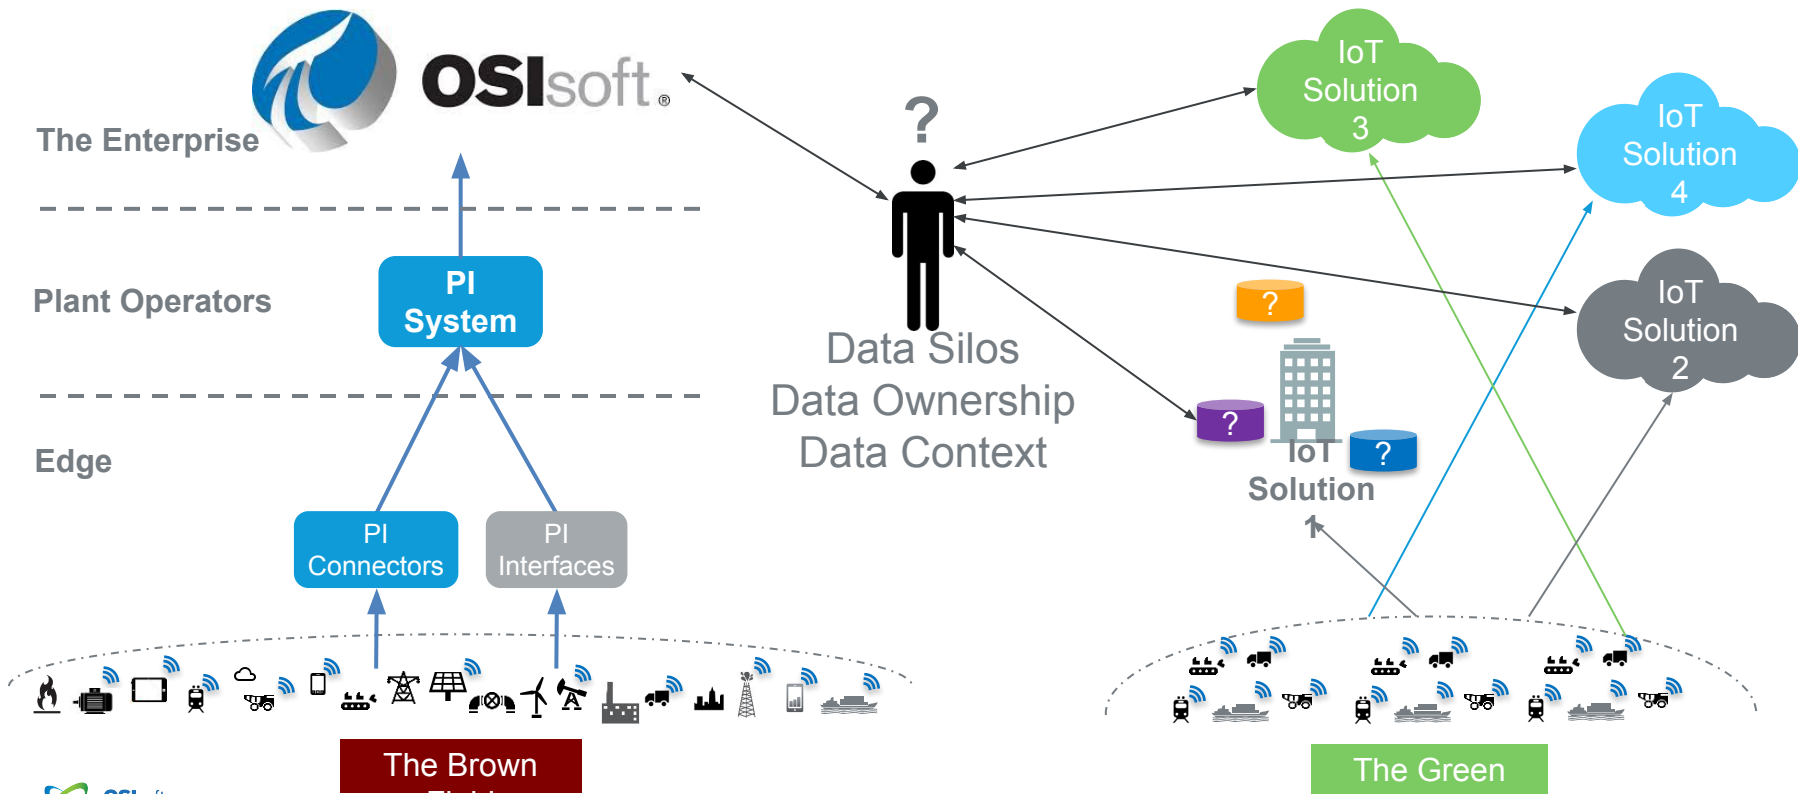 OSIsoft®
The Enterprise
Plant Operators
Edge
PI
System
PI
Connectors
PI
Interfaces
The Brown
?
Data Silos
Data Ownership
Data Context
IoT
Solution
3
IoT
Solution
4
IoT
Solution
2
?
?
?
IoT
Solution
1
The Green